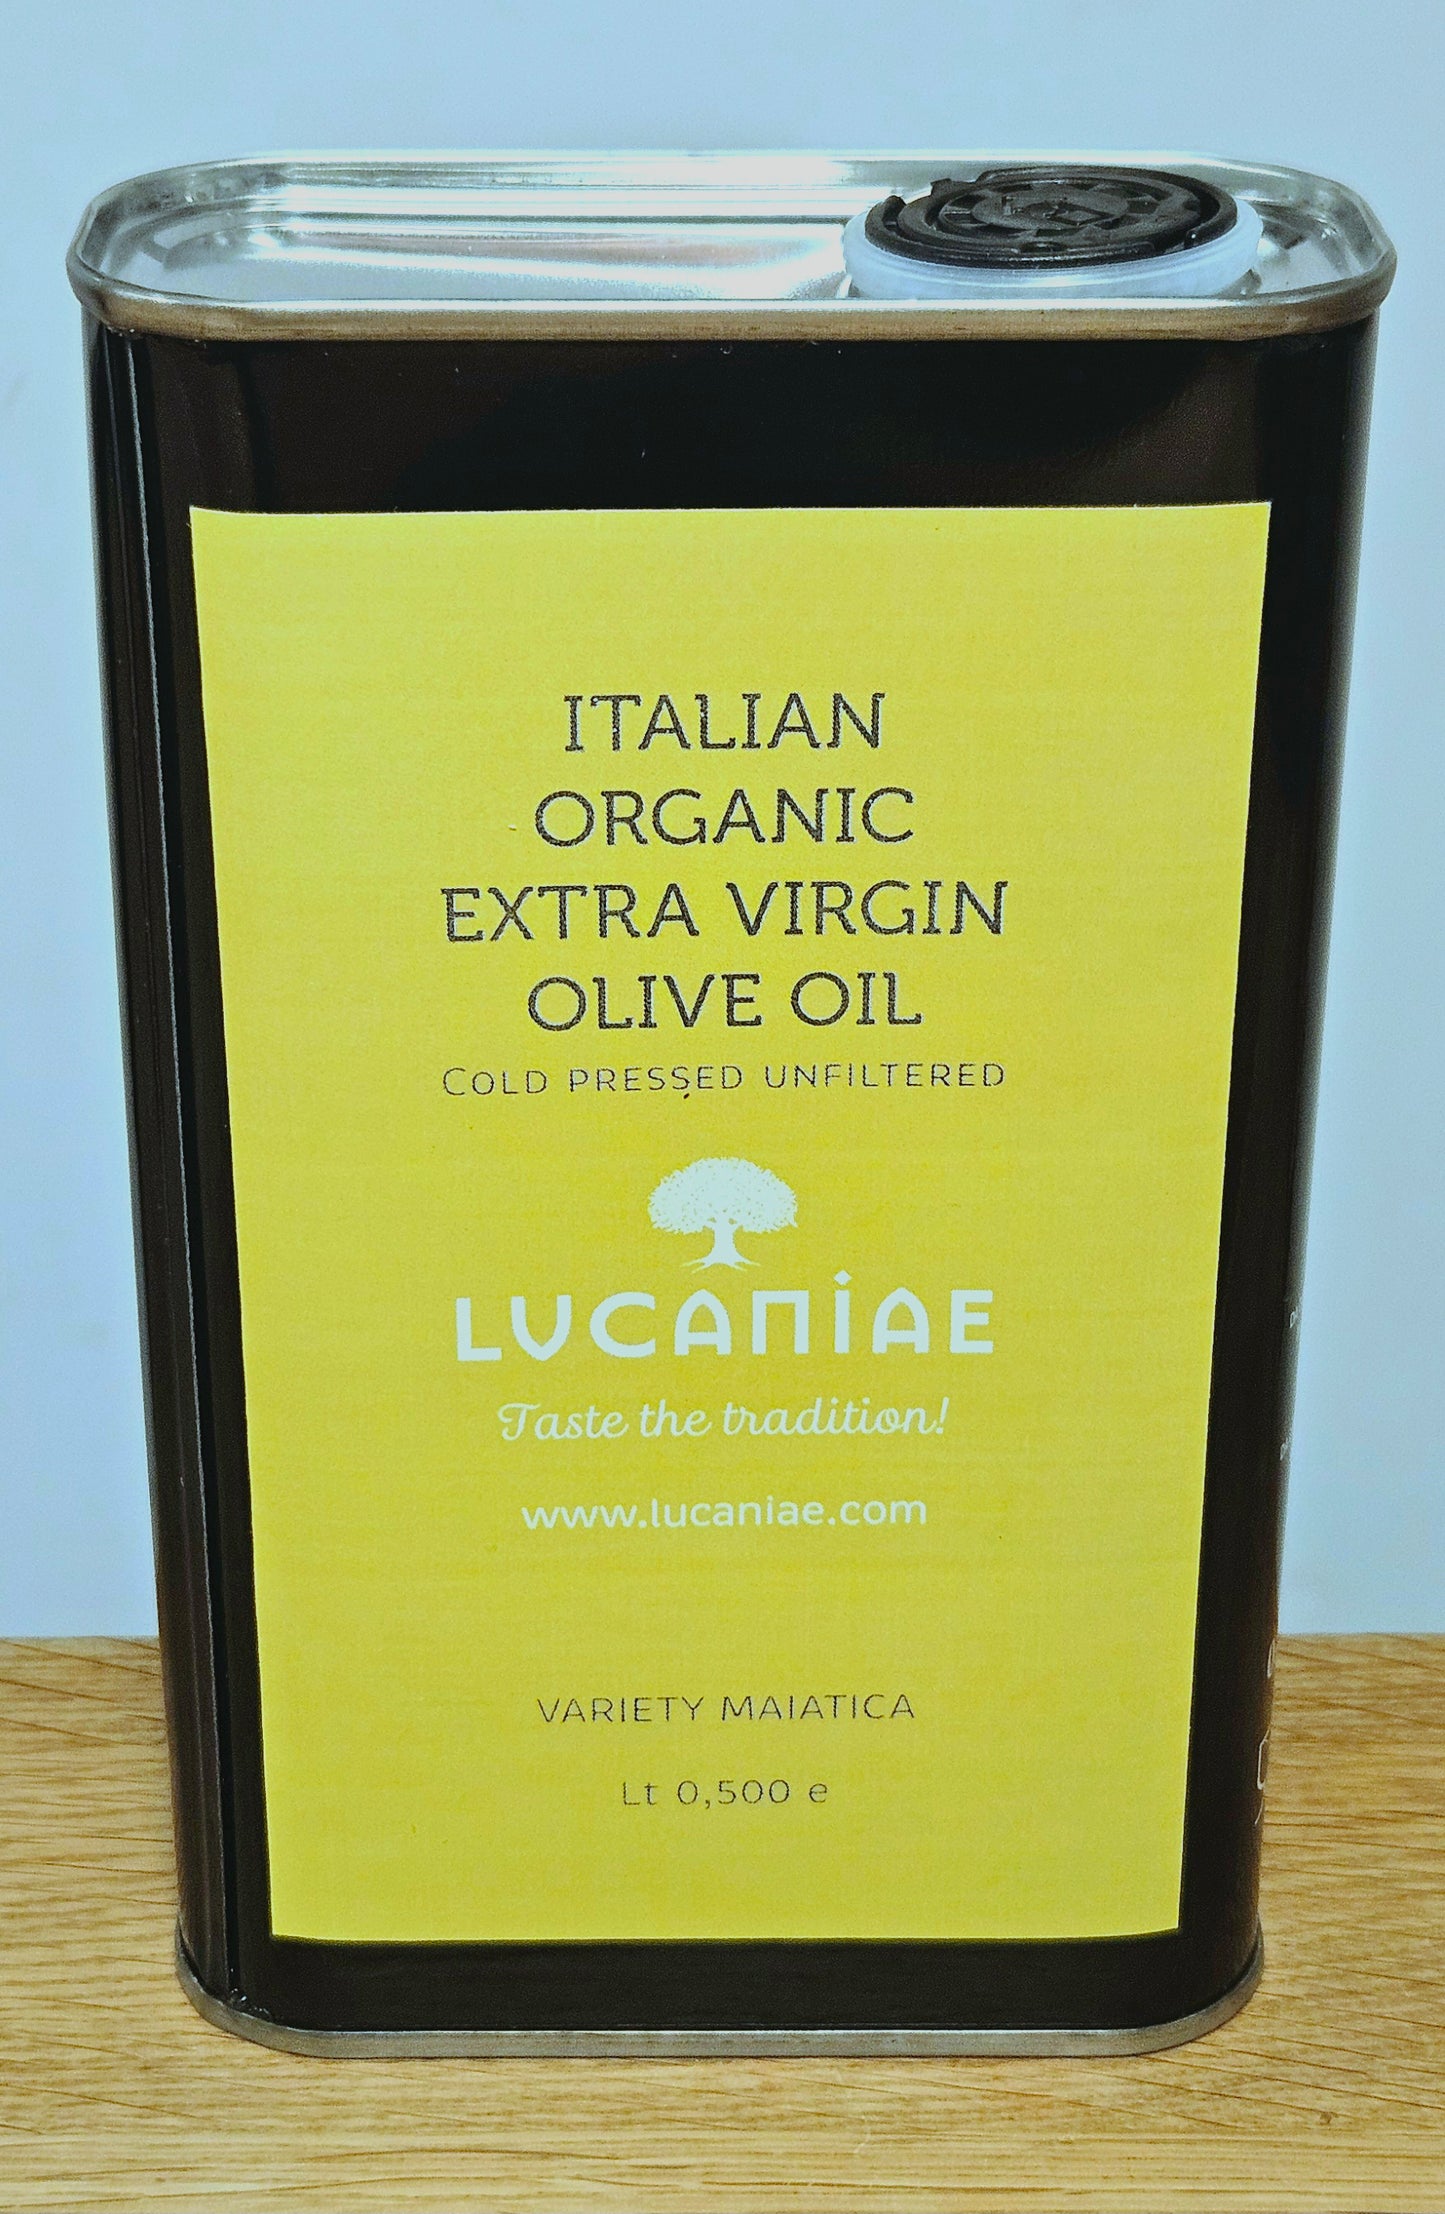 ITALIAN
ORGANIC
EXTRA VIRGIN
OLIVE OIL
COLD PRESSED UNFILTERED
LUCANIAE
Taste the tradition!
www.lucaniae.com
VARIETY MAIATICA
Lt 0,500 e